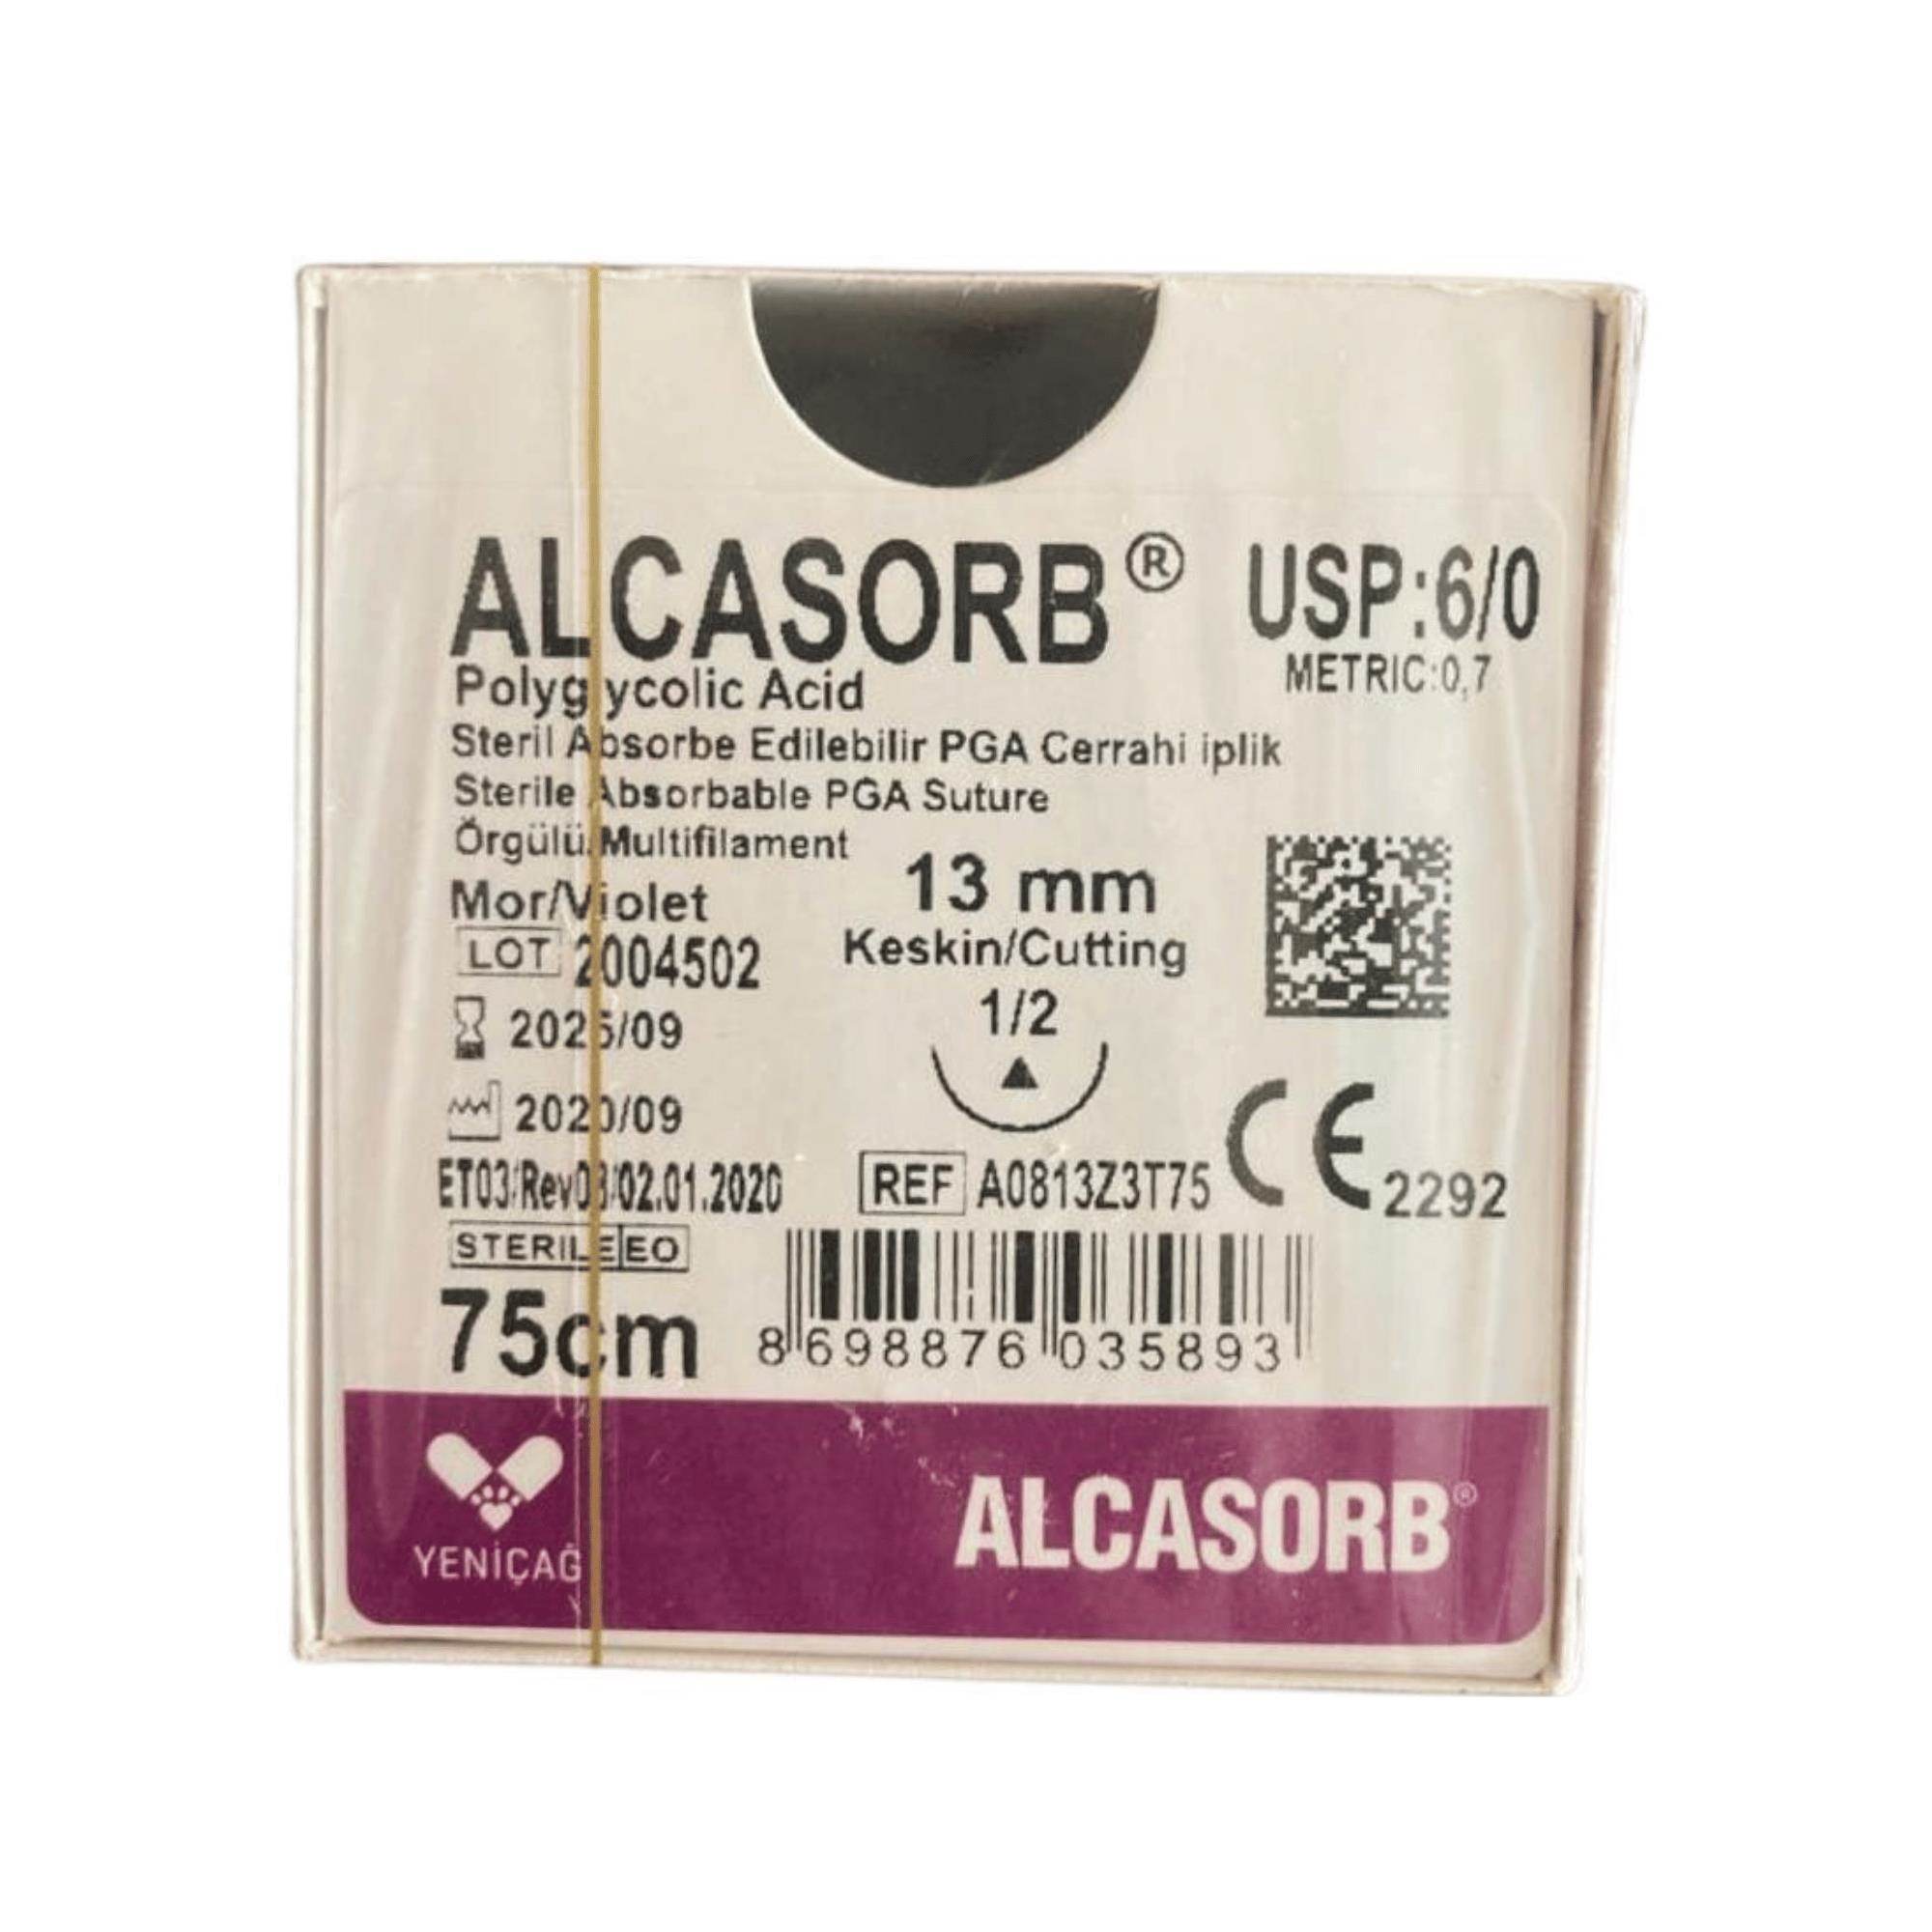 ALCASORB® USP:6/0
METRIC:0,7
Polyglycolic Acid
Steril Absorbe Edilebilir PGA Cerrahi iplik
Sterile Absorbable PGA Suture
Örgülü/Multifilament
Mor/Violet
13 mm
Keskin/Cutting
1/2
LOT 2004502
2025/09
2020/09
ET03/Rev03/02.01.2020
REF A0813Z3T75
CE 2292
STERILE EO
75cm
8 698876 035893
YENİÇAĞ
ALCASORB®